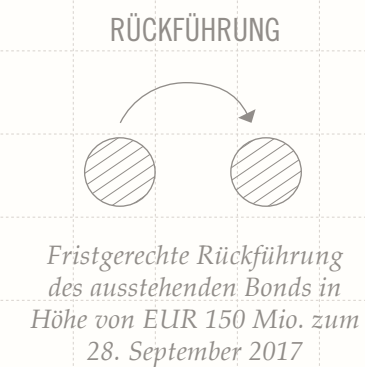 RÜCKFÜHRUNG
Fristgerechte Rückführung
des ausstehenden Bonds in
Höhe von EUR 150 Mio. zum
28. September 2017